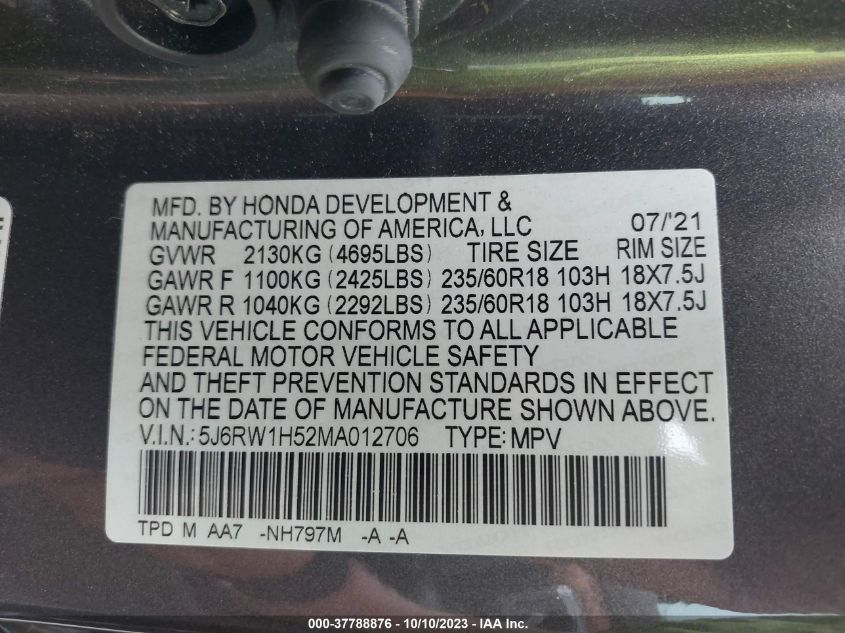 MFD. BY HONDA DEVELOPMENT &
MANUFACTURING OF AMERICA, LLC 07/'21
GVWR 2130KG (4695LBS) TIRE SIZE RIM SIZE
GAWR F 1100KG (2425LBS) 235/60R18 103H 18X7.5J
GAWR R 1040KG (2292LBS) 235/60R18 103H 18X7.5J
THIS VEHICLE CONFORMS TO ALL APPLICABLE
FEDERAL MOTOR VEHICLE SAFETY
AND THEFT PREVENTION STANDARDS IN EFFECT
ON THE DATE OF MANUFACTURE SHOWN ABOVE.
V.I.N.: 5J6RW1H52MA012706 TYPE: MPV
TPD M AA7 -NH797M -A -A
000-37788876 - 10/10/2023 - IAA Inc.